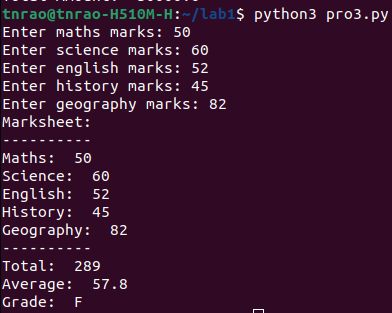 tnrao@tnrao-H510M-H:~/lab1$ python3 pro3.py
Enter maths marks: 50
Enter science marks: 60
Enter english marks: 52
Enter history marks: 45
Enter geography marks: 82
Marksheet:
----------
Maths:  50
Science:  60
English:  52
History:  45
Geography:  82
----------
Total:  289
Average:  57.8
Grade:  F